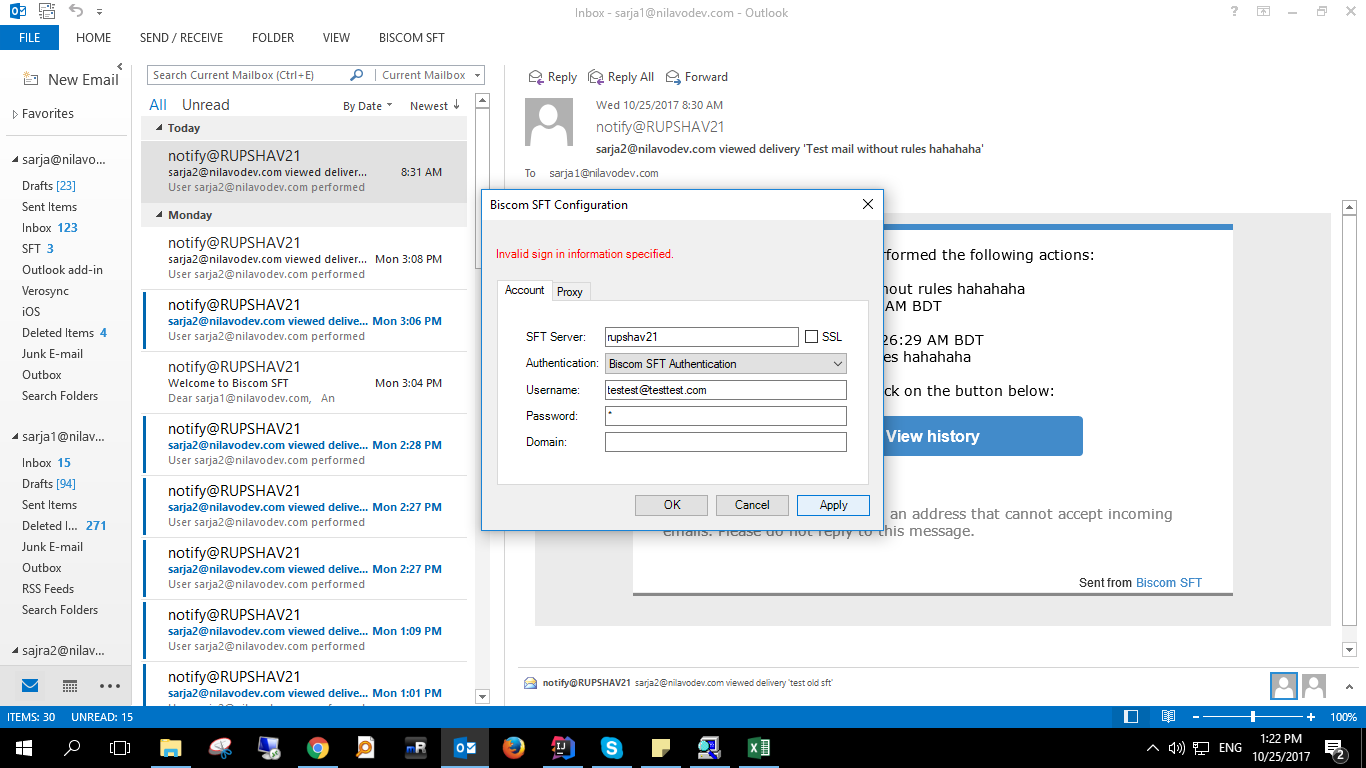 Inbox - sarja1@nilavodev.com - Outlook
FILE HOME SEND / RECEIVE FOLDER VIEW BISCOM SFT
New Email
Favorites
sarja@nilavo...
Drafts [23]
Sent Items
Inbox 123
SFT 3
Outlook add-in
Verosync
iOS
Deleted Items 4
Junk E-mail
Outbox
Search Folders
sarja1@nilav...
Inbox 15
Drafts [94]
Sent Items
Deleted I... 271
Junk E-mail
Outbox
RSS Feeds
Search Folders
sajra2@nilav...
Search Current Mailbox (Ctrl+E) Current Mailbox
All Unread By Date Newest
Today
notify@RUPSHAV21
sarja2@nilavodev.com viewed deliver... 8:31 AM
User sarja2@nilavodev.com performed
Monday
notify@RUPSHAV21
sarja2@nilavodev.com viewed deliver... Mon 3:08 PM
User sarja2@nilavodev.com performed
notify@RUPSHAV21
sarja2@nilavodev.com viewed delive... Mon 3:06 PM
User sarja2@nilavodev.com performed
notify@RUPSHAV21
Welcome to Biscom SFT Mon 3:04 PM
Dear sarja1@nilavodev.com, An
notify@RUPSHAV21
sarja2@nilavodev.com viewed delive... Mon 2:28 PM
User sarja2@nilavodev.com performed
notify@RUPSHAV21
sarja2@nilavodev.com viewed delive... Mon 2:27 PM
User sarja2@nilavodev.com performed
notify@RUPSHAV21
sarja2@nilavodev.com viewed delive... Mon 2:27 PM
User sarja2@nilavodev.com performed
notify@RUPSHAV21
sarja2@nilavodev.com viewed delive... Mon 1:09 PM
User sarja2@nilavodev.com performed
notify@RUPSHAV21
sarja2@nilavodev.com viewed delive... Mon 1:01 PM
Reply Reply All Forward
Wed 10/25/2017 8:30 AM
notify@RUPSHAV21
sarja2@nilavodev.com viewed delivery 'Test mail without rules hahahaha'
To sarja1@nilavodev.com
Biscom SFT Configuration
Invalid sign in information specified.
Account Proxy
SFT Server: rupshav21 SSL
Authentication: Biscom SFT Authentication
Username: testest@testtest.com
Password: *
Domain:
OK Cancel Apply
formed the following actions:
out rules hahahaha
AM BDT
26:29 AM BDT
es hahahaha
ck on the button below:
View history
an address that cannot accept incoming
emails. Please do not reply to this message.
Sent from Biscom SFT
notify@RUPSHAV21 sarja2@nilavodev.com viewed delivery 'test old sft'
ITEMS: 30 UNREAD: 15 100%
mR
ENG
1:22 PM
10/25/2017
2